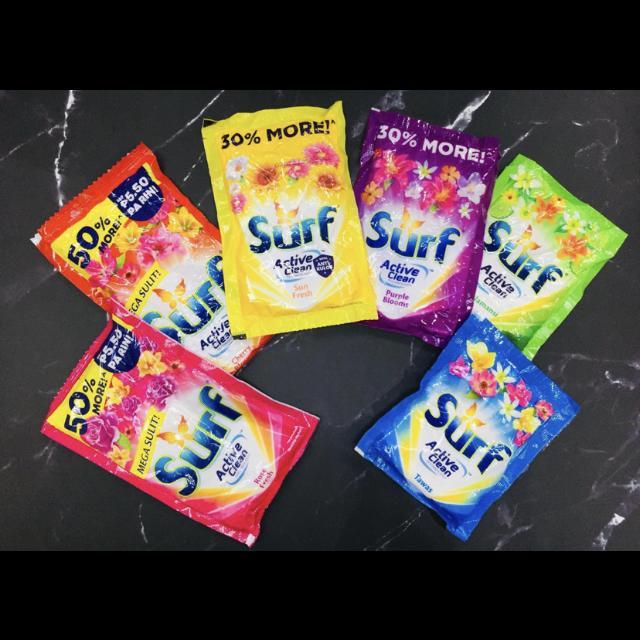 30% MORE!
Surf
Active
Clean
Sun
Fresh
30% MORE!
Surf
Active
Clean
Purple
Blooms
Surf
Active
Clean
50%
MORE!
₱5.50
PA RIN!
MEGA SULIT!
Surf
Active
Clean
Cherry
50%
MORE!
₱5.50
PA RIN!
MEGA SULIT!
Surf
Active
Clean
Rose
Fresh
Surf
Active
Clean
Tawas